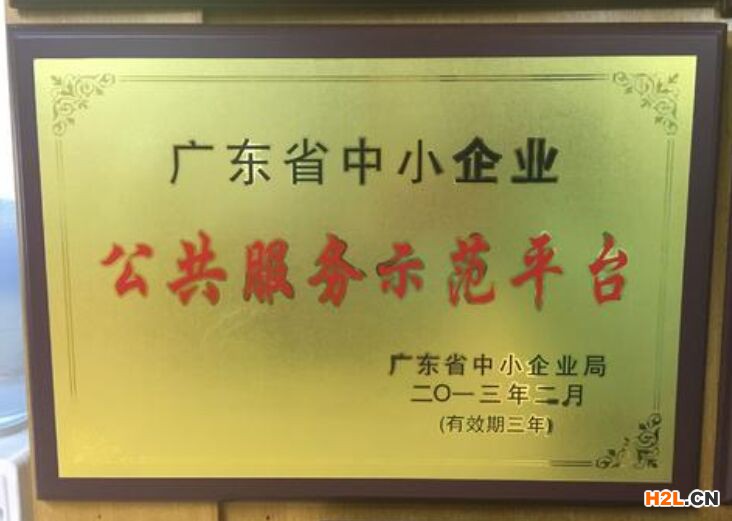 广东省中小企业
公共服务示范平台
广东省中小企业局
二〇一三年二月
(有效期三年)
H2L.CN